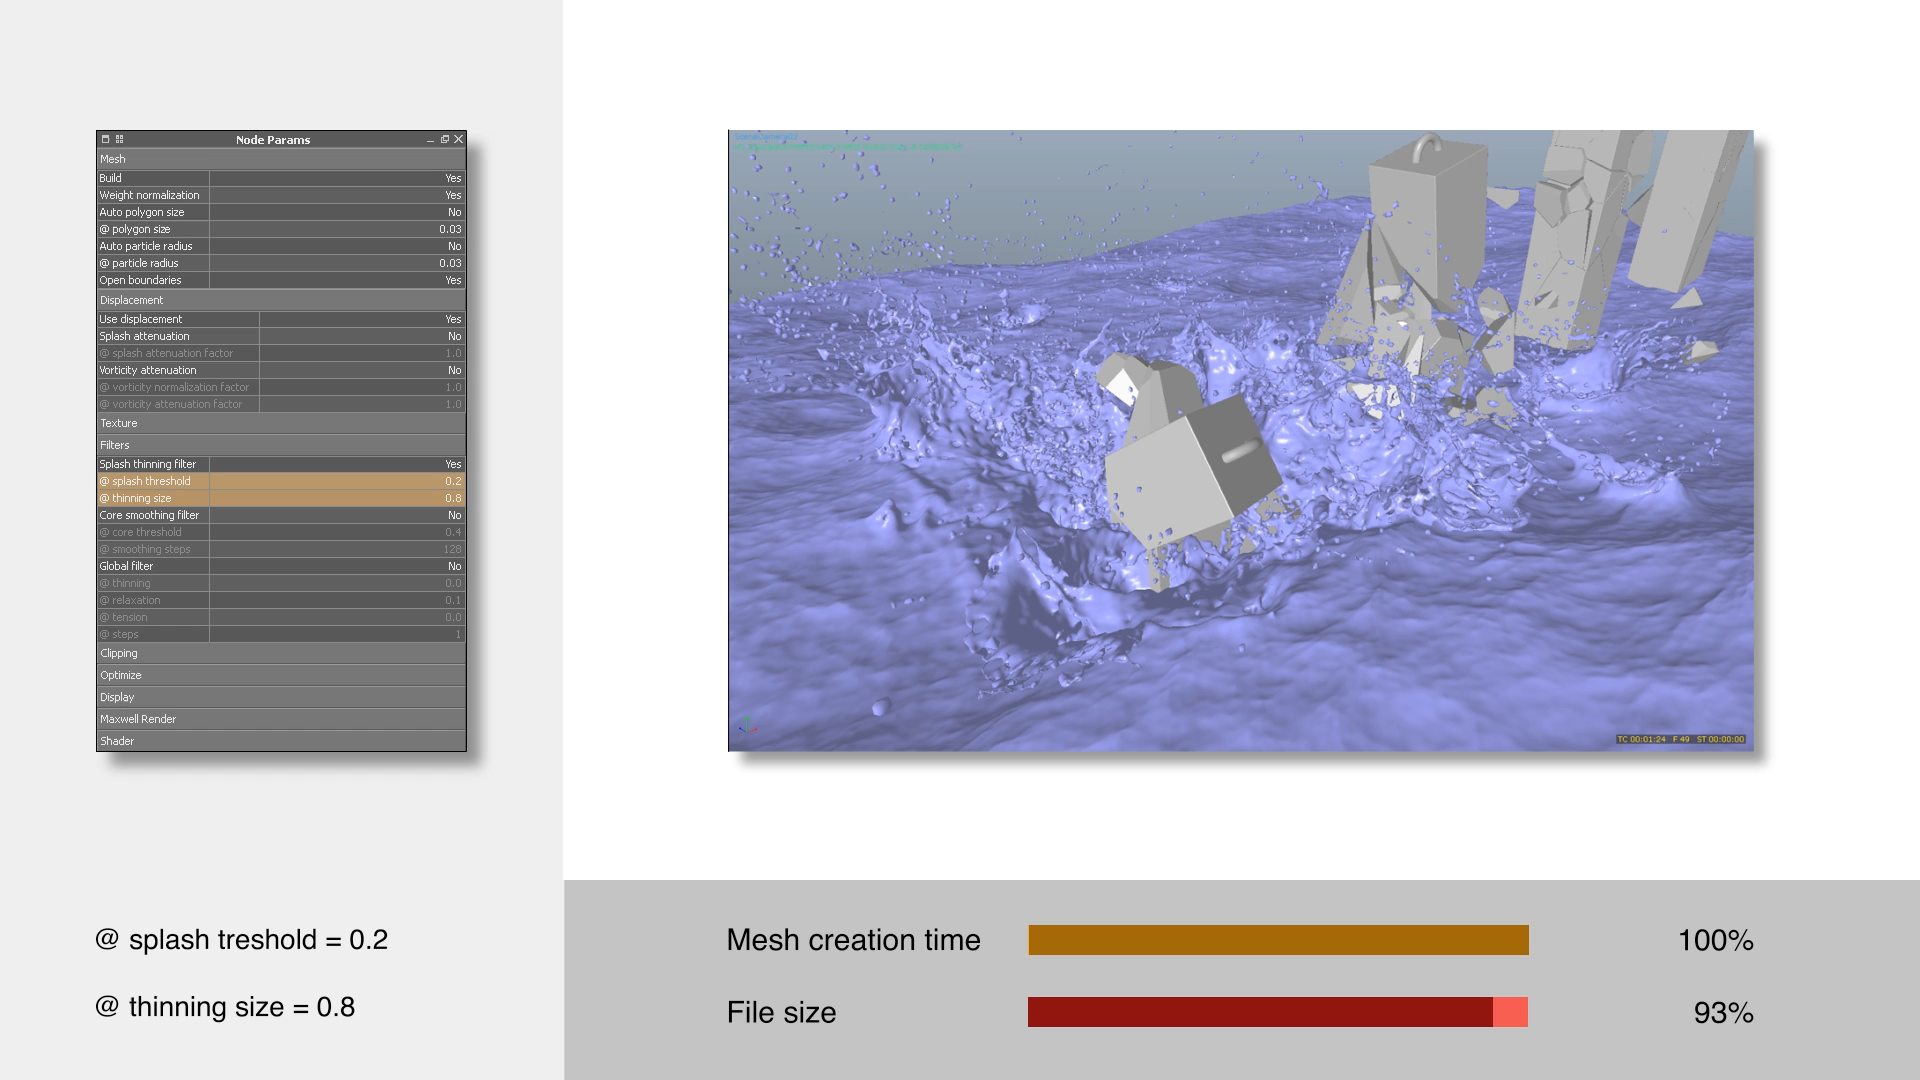 Node Params
Mesh
Build Yes
Weight normalization Yes
Auto polygon size No
@ polygon size 0.03
Auto particle radius No
@ particle radius 0.03
Open boundaries Yes
Displacement
Use displacement Yes
Splash attenuation No
@ splash attenuation factor 1.0
Vorticity attenuation No
@ vorticity normalization factor 1.0
@ vorticity attenuation factor 1.0
Texture
Filters
Splash thinning filter Yes
@ splash threshold 0.2
@ thinning size 0.8
Core smoothing filter No
@ core threshold 0.4
@ smoothing steps 128
Global filter No
@ thinning 0.0
@ relaxation 0.1
@ tension 0.0
@ steps 1
Clipping
Optimize
Display
Maxwell Render
Shader
TC 00:01:24 F 49 ST 00:00:00
@ splash treshold = 0.2
@ thinning size = 0.8
Mesh creation time 100%
File size 93%